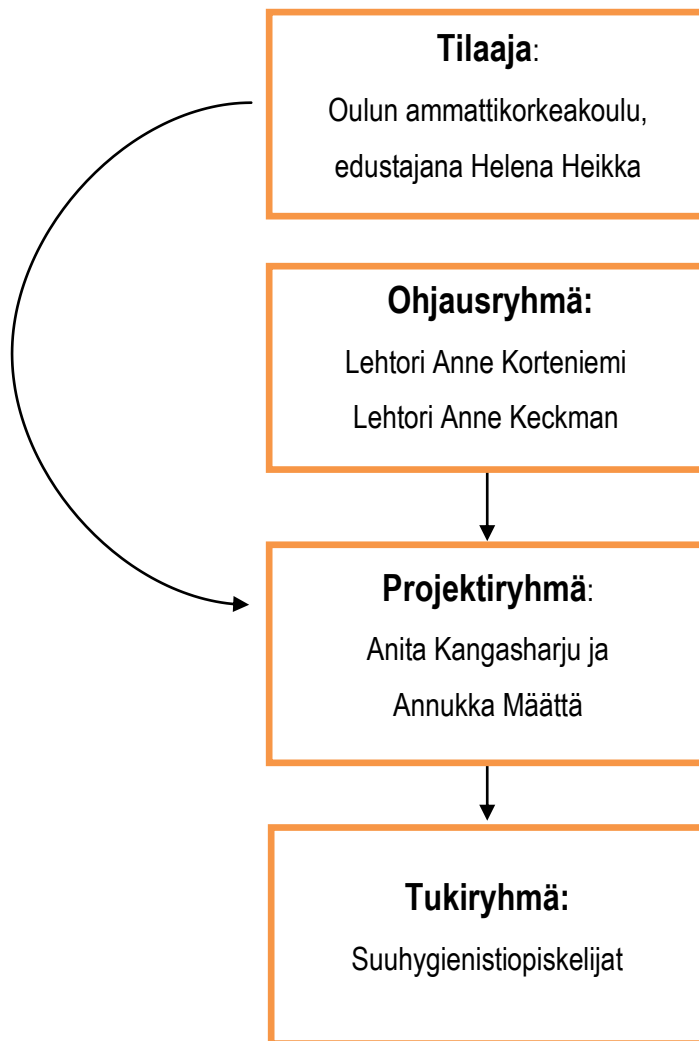 Tilaaja:
Oulun ammattikorkeakoulu,
edustajana Helena Heikka
Ohjausryhmä:
Lehtori Anne Korteniemi
Lehtori Anne Keckman
Projektiryhmä:
Anita Kangasharju ja
Annukka Määttä
Tukiryhmä:
Suuhygienistiopiskelijat